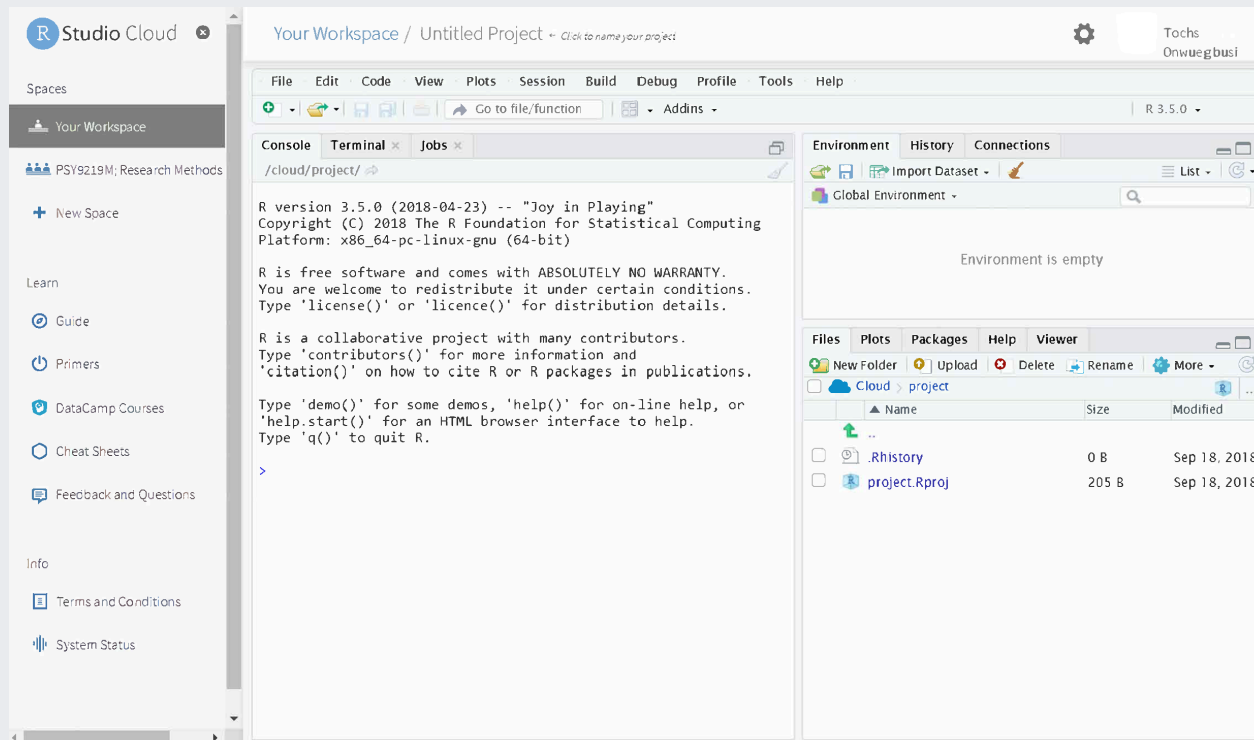 R Studio Cloud
Spaces
Your Workspace
PSY9219M; Research Methods
New Space
Learn
Guide
Primers
DataCamp Courses
Cheat Sheets
Feedback and Questions
Info
Terms and Conditions
System Status
Your Workspace / Untitled Project ← Click to name your project
Tochs
Onwuegbusi
File Edit Code View Plots Session Build Debug Profile Tools Help
Go to file/function Addins R 3.5.0
Console Terminal Jobs
/cloud/project/
R version 3.5.0 (2018-04-23) -- "Joy in Playing"
Copyright (C) 2018 The R Foundation for Statistical Computing
Platform: x86_64-pc-linux-gnu (64-bit)
R is free software and comes with ABSOLUTELY NO WARRANTY.
You are welcome to redistribute it under certain conditions.
Type 'license()' or 'licence()' for distribution details.
R is a collaborative project with many contributors.
Type 'contributors()' for more information and
'citation()' on how to cite R or R packages in publications.
Type 'demo()' for some demos, 'help()' for on-line help, or
'help.start()' for an HTML browser interface to help.
Type 'q()' to quit R.
>
Environment History Connections
Import Dataset List
Global Environment
Environment is empty
Files Plots Packages Help Viewer
New Folder Upload Delete Rename More
Cloud > project R ...
Name Size Modified
..
.Rhistory 0 B Sep 18, 2018
R project.Rproj 205 B Sep 18, 2018